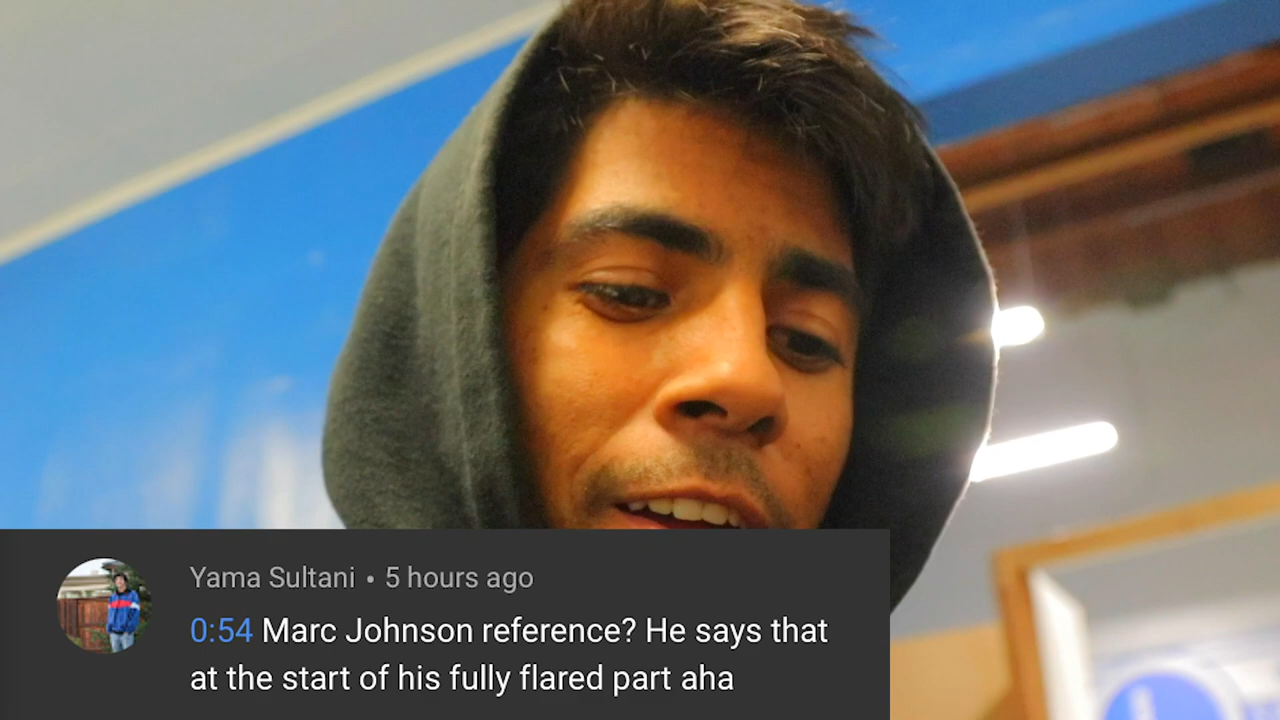 Yama Sultani • 5 hours ago
0:54 Marc Johnson reference? He says that
at the start of his fully flared part aha